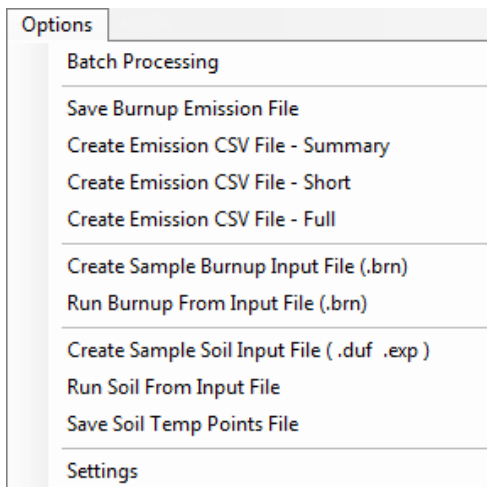 Options
Batch Processing
Save Burnup Emission File
Create Emission CSV File - Summary
Create Emission CSV File - Short
Create Emission CSV File - Full
Create Sample Burnup Input File (.brn)
Run Burnup From Input File (.brn)
Create Sample Soil Input File ( .duf  .exp )
Run Soil From Input File
Save Soil Temp Points File
Settings